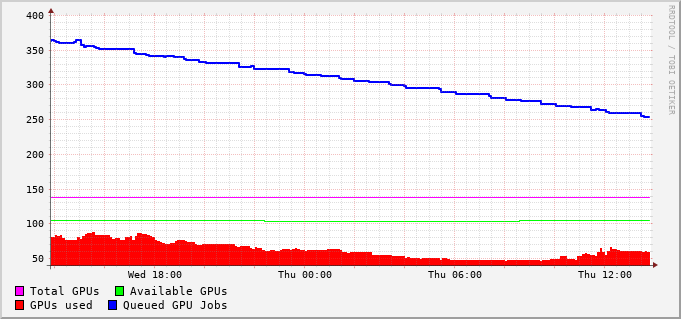 400
350
300
250
200
150
100
50
Wed 18:00 Thu 00:00 Thu 06:00 Thu 12:00
Total GPUs Available GPUs
GPUs used Queued GPU Jobs
RRDTOOL / TOBI OETIKER